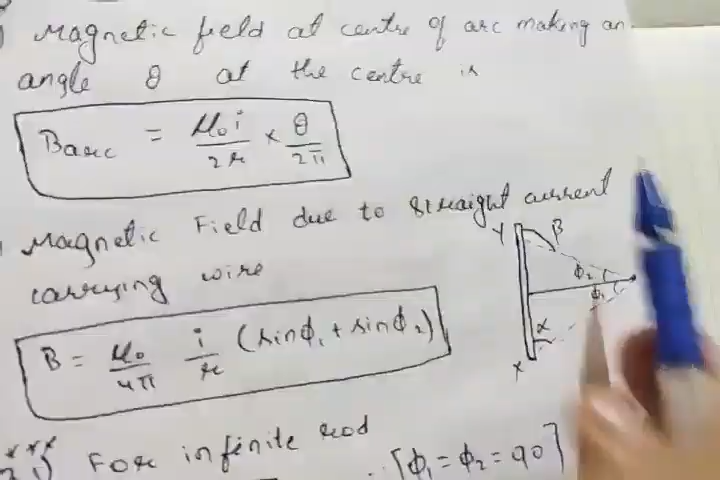 Magnetic field at centre of arc making an
angle θ at the centre is
Barc = μ₀i/2r × θ/2π
Magnetic Field due to straight current
carrying wire
B = μ₀/4π i/r (sinϕ₁ + sinϕ₂)
Y β
ϕ₂
ϕ₁
α
X
*** 
1) For infinite rod
[ϕ₁ = ϕ₂ = 90]